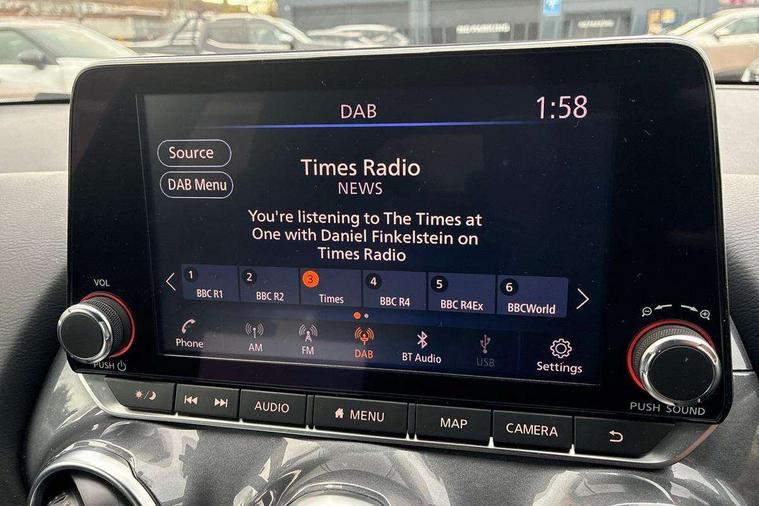 NO PARKING
DAB
1:58
Source
DAB Menu
Times Radio
NEWS
You're listening to The Times at
One with Daniel Finkelstein on
Times Radio
1 BBC R1
2 BBC R2
3 Times
4 BBC R4
5 BBC R4Ex
6 BBCWorld
Phone
AM
FM
DAB
BT Audio
USB
Settings
VOL
PUSH
PUSH SOUND
AUDIO
MENU
MAP
CAMERA